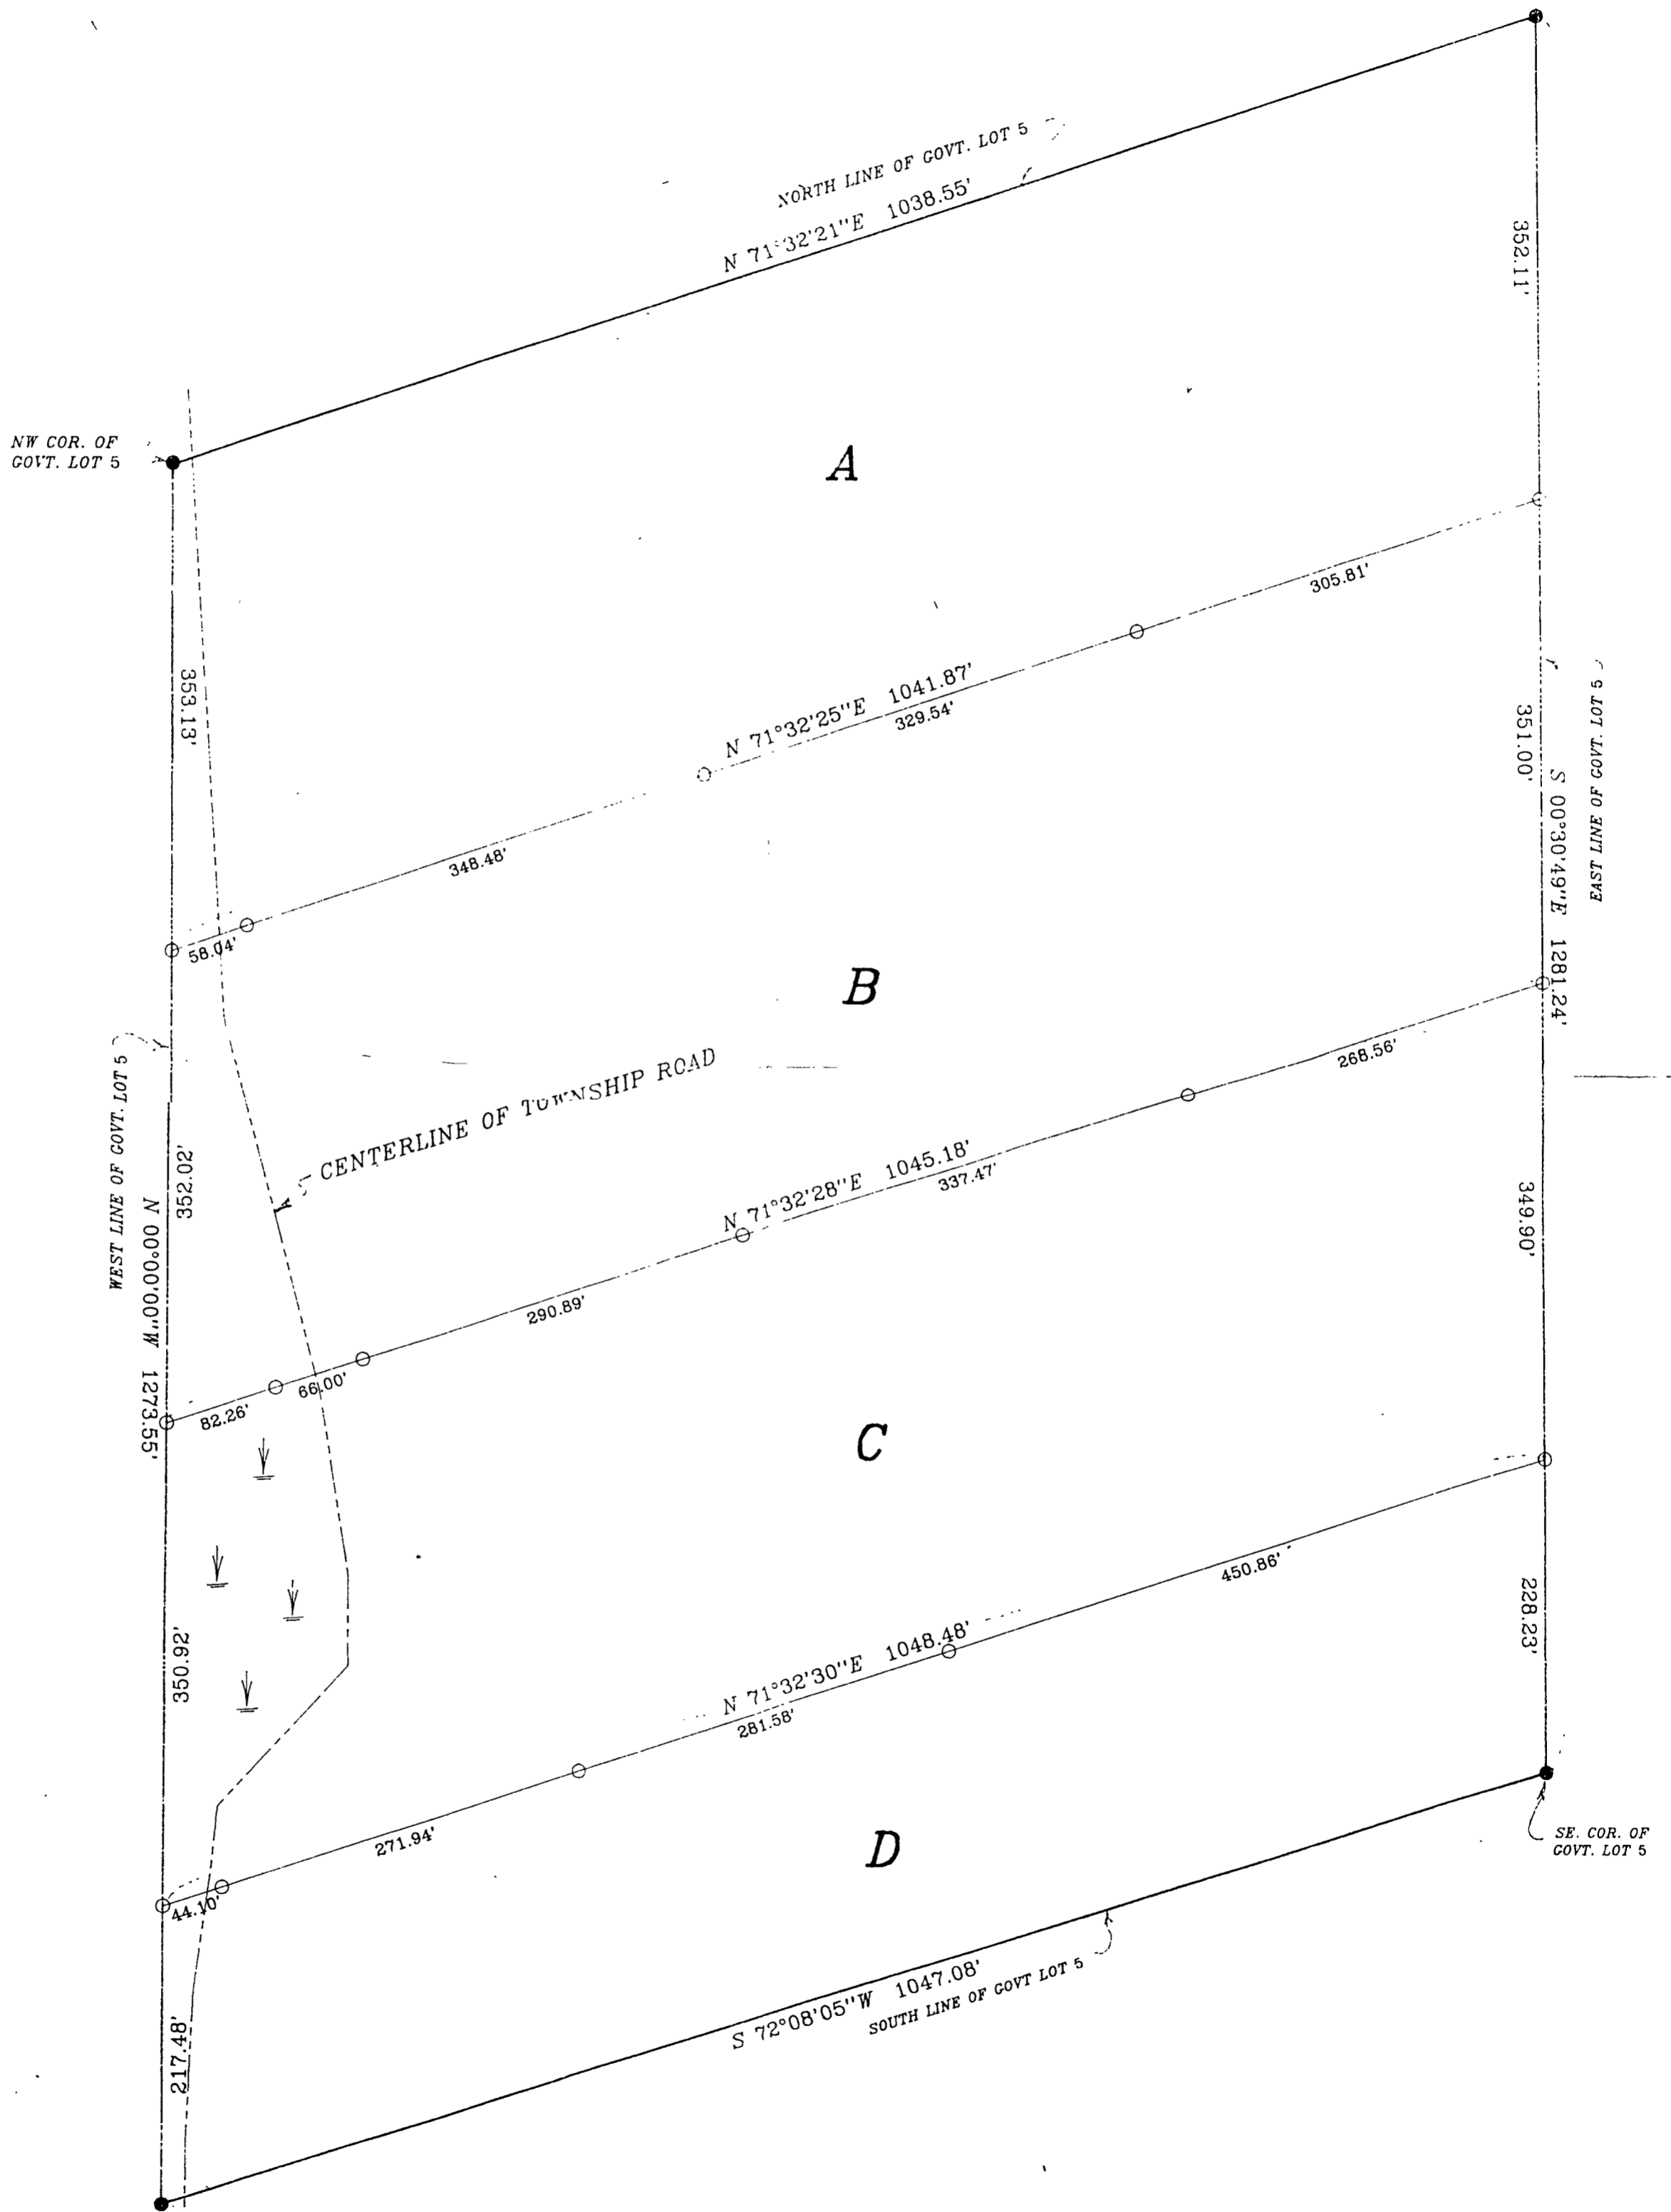 NORTH LINE OF GOVT. LOT 5
N 71°32'21"E 1038.55'
352.11'
NW COR. OF
GOVT. LOT 5
A
305.81'
353.13'
N 71°32'25"E 1041.87'
329.54'
351.00'
S 00°30'49"E 1281.24'
EAST LINE OF GOVT. LOT 5
348.48'
58.04'
B
WEST LINE OF GOVT. LOT 5
352.02'
N 00°00'00"W 1273.55'
CENTERLINE OF TOWNSHIP ROAD
268.56'
N 71°32'28"E 1045.18'
337.47'
349.90'
290.89'
66.00'
82.26'
C
450.86'
228.23'
350.92'
N 71°32'30"E 1048.48'
281.58'
271.94'
44.10'
D
SE. COR. OF
GOVT. LOT 5
217.48'
S 72°08'05"W 1047.08'
SOUTH LINE OF GOVT LOT 5